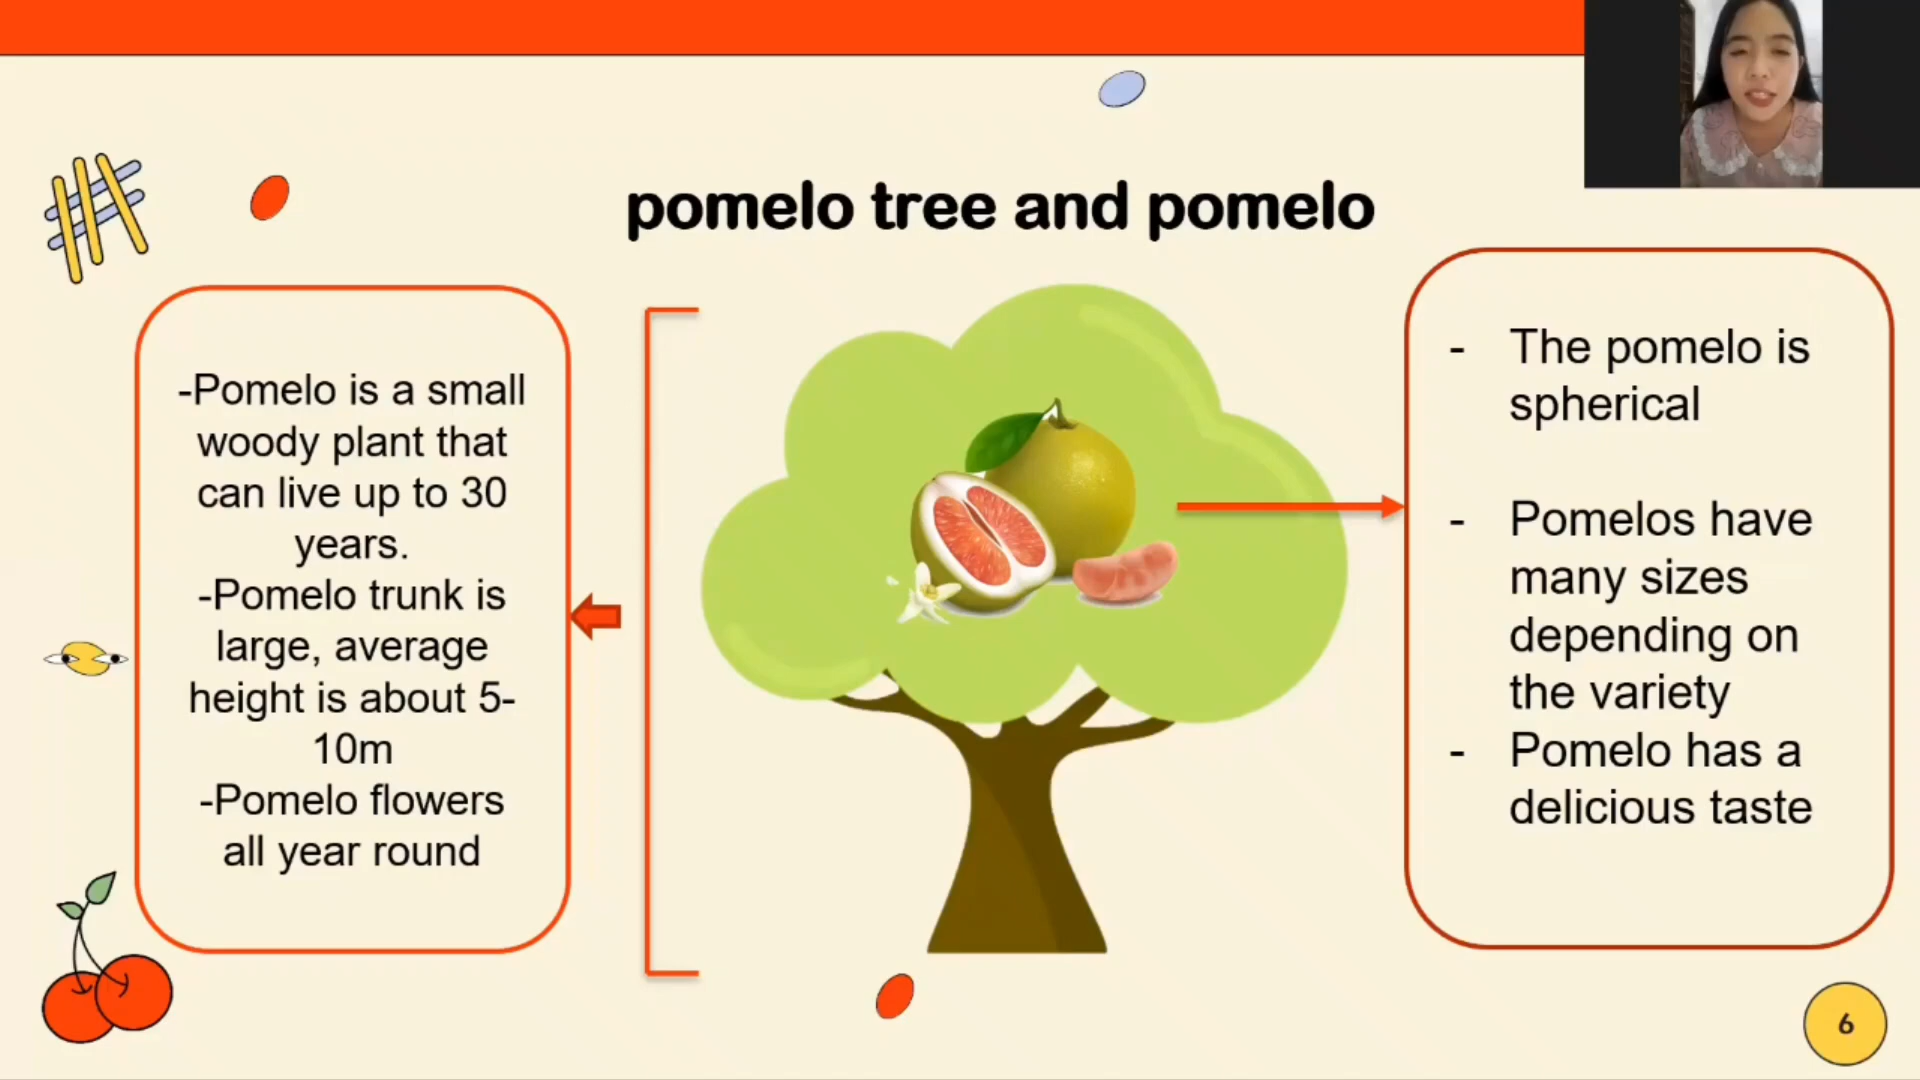 pomelo tree and pomelo
-Pomelo is a small
woody plant that
can live up to 30
years.
-Pomelo trunk is
large, average
height is about 5-
10m
-Pomelo flowers
all year round
- The pomelo is
spherical
- Pomelos have
many sizes
depending on
the variety
- Pomelo has a
delicious taste
6